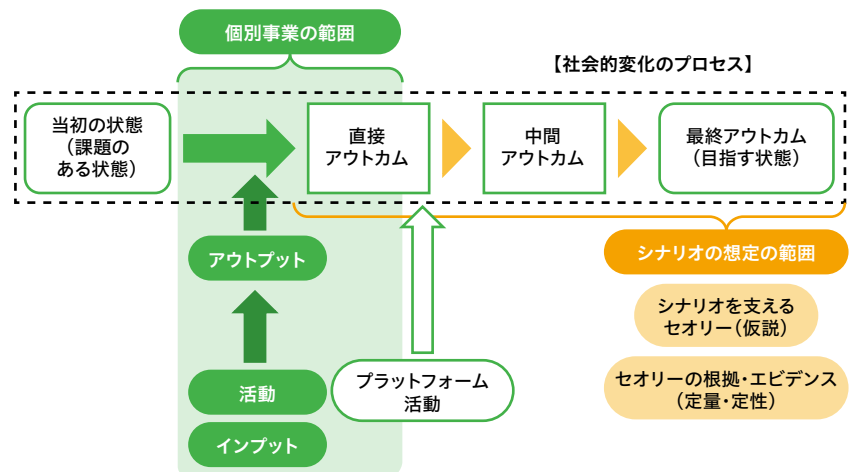 個別事業の範囲
【社会的変化のプロセス】
当初の状態
(課題の
ある状態)
直接
アウトカム
中間
アウトカム
最終アウトカム
(目指す状態)
アウトプット
シナリオの想定の範囲
シナリオを支える
セオリー(仮説)
プラットフォーム
活動
セオリーの根拠・エビデンス
(定量・定性)
活動
インプット